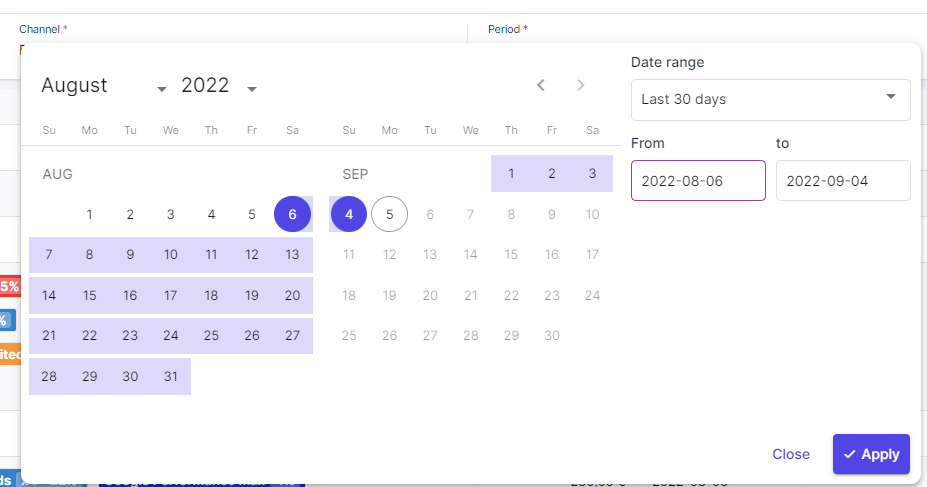 Channel *
Period *
August 2022
Su Mo Tu We Th Fr Sa
AUG
1 2 3 4 5 6
7 8 9 10 11 12 13
14 15 16 17 18 19 20
21 22 23 24 25 26 27
28 29 30 31
Su Mo Tu We Th Fr Sa
SEP
1 2 3
4 5 6 7 8 9 10
11 12 13 14 15 16 17
18 19 20 21 22 23 24
25 26 27 28 29 30
Date range
Last 30 days
From to
2022-08-06 2022-09-04
5%
%
Close Apply